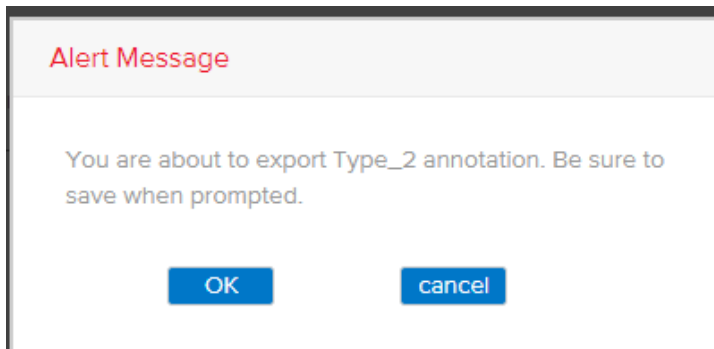 Alert Message
You are about to export Type_2 annotation. Be sure to
save when prompted.
OK cancel